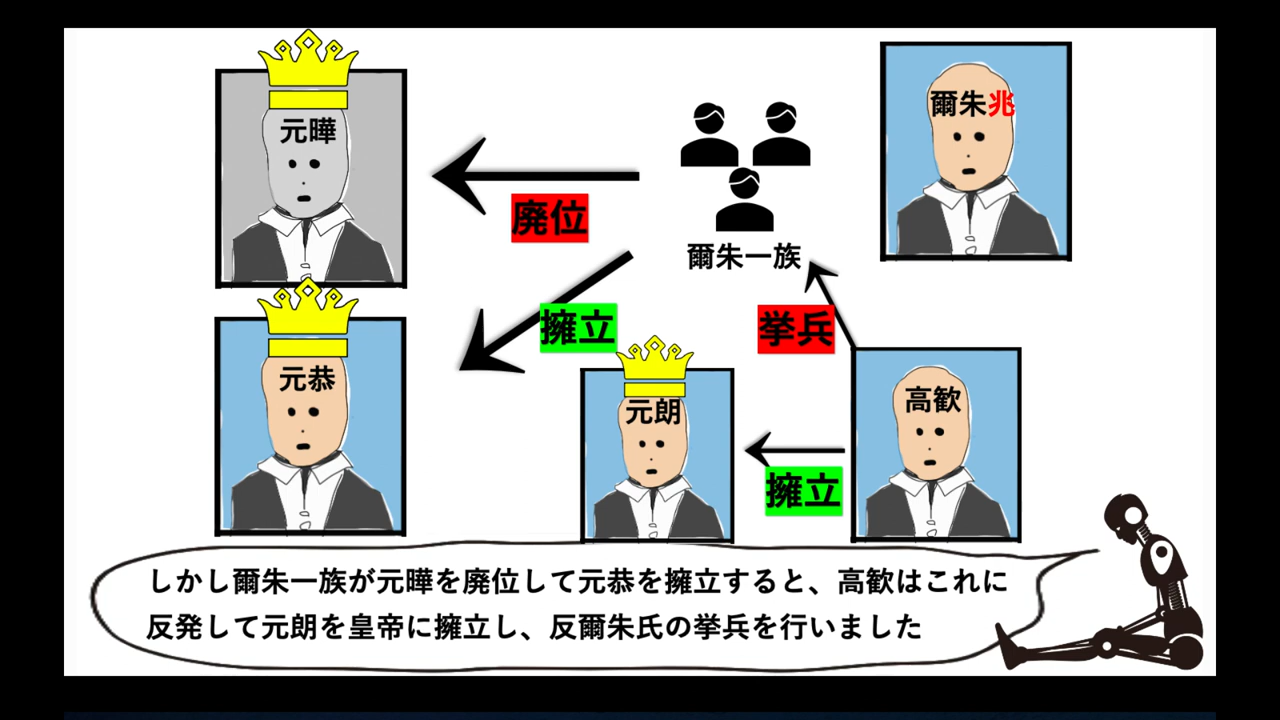 元曄
爾朱兆
廃位
爾朱一族
擁立
挙兵
元恭
元朗
高歓
擁立
しかし爾朱一族が元曄を廃位して元恭を擁立すると、高歓はこれに
反発して元朗を皇帝に擁立し、反爾朱氏の挙兵を行いました